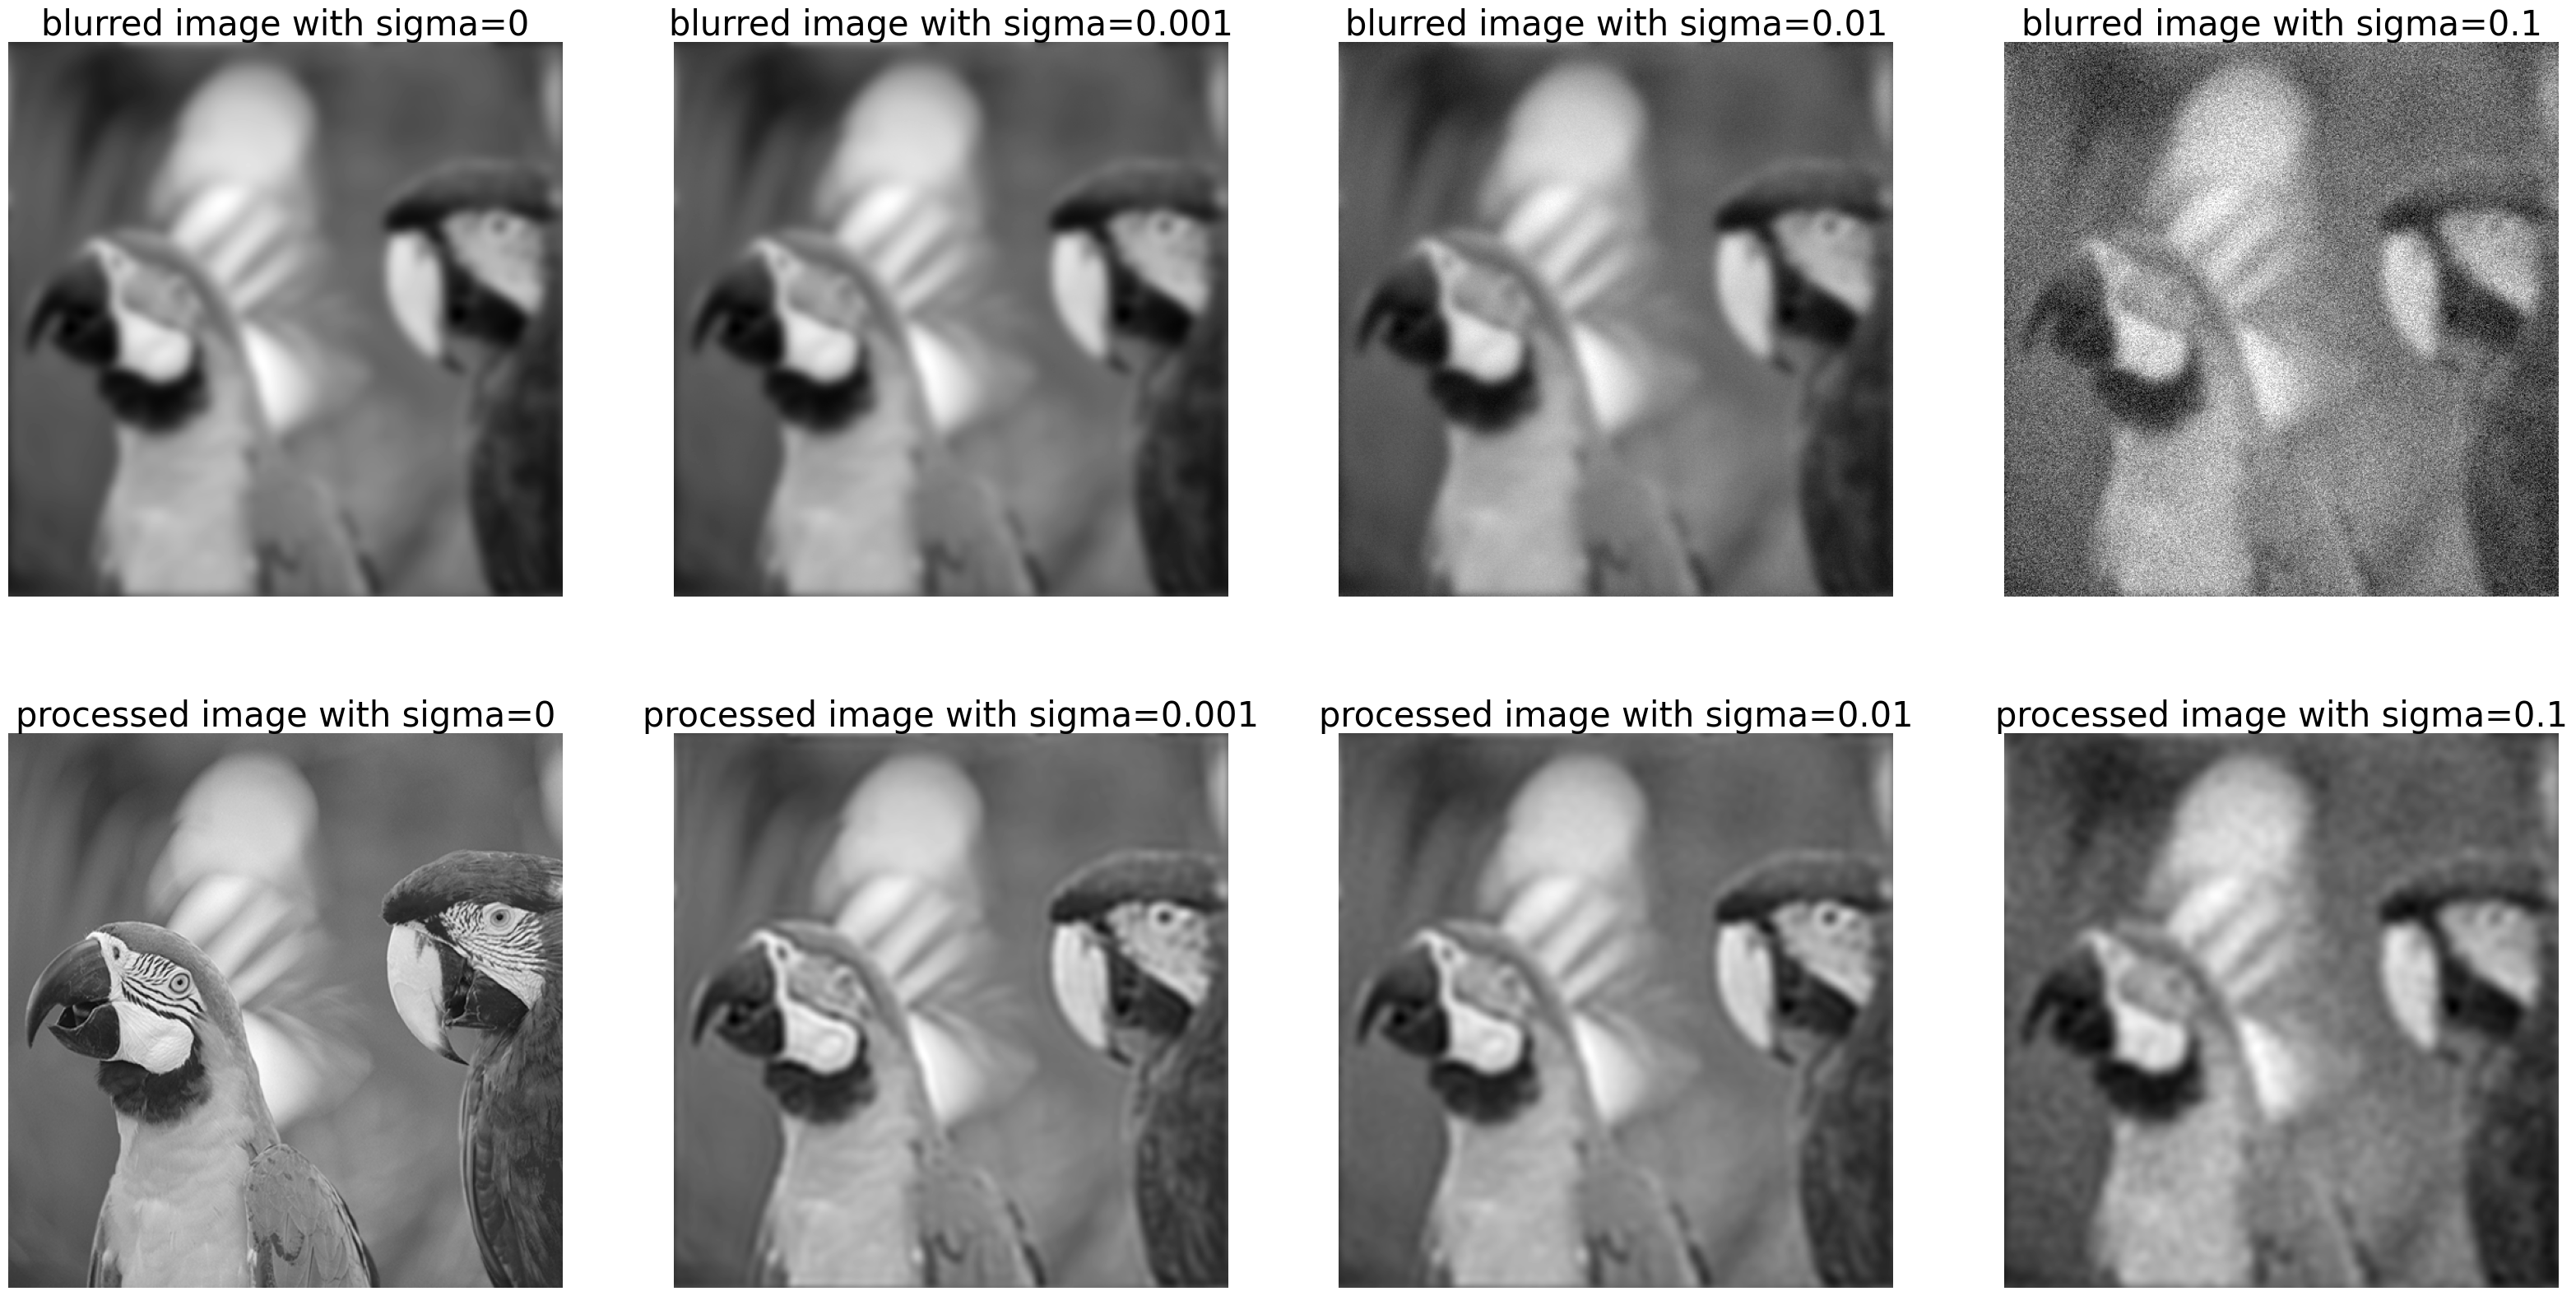 blurred image with sigma=0
blurred image with sigma=0.001
blurred image with sigma=0.01
blurred image with sigma=0.1
processed image with sigma=0
processed image with sigma=0.001
processed image with sigma=0.01
processed image with sigma=0.1